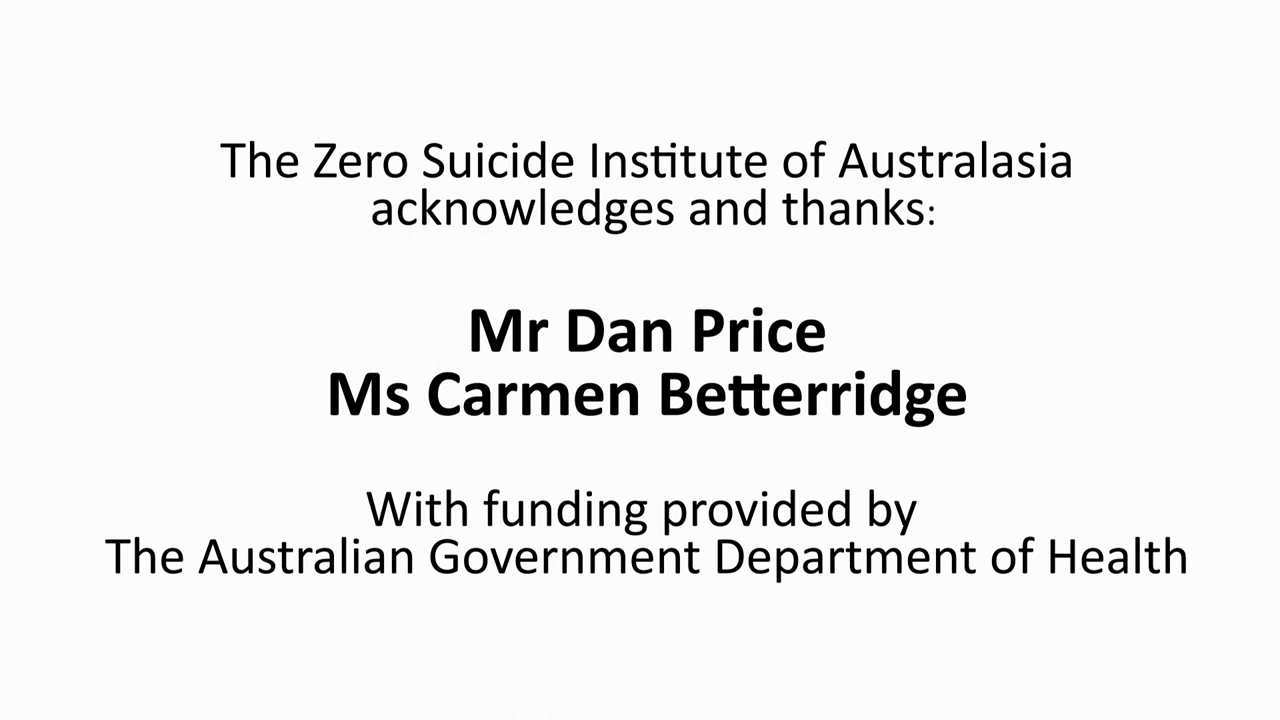 The Zero Suicide Institute of Australasia
acknowledges and thanks:
Mr Dan Price
Ms Carmen Betterridge
With funding provided by
The Australian Government Department of Health